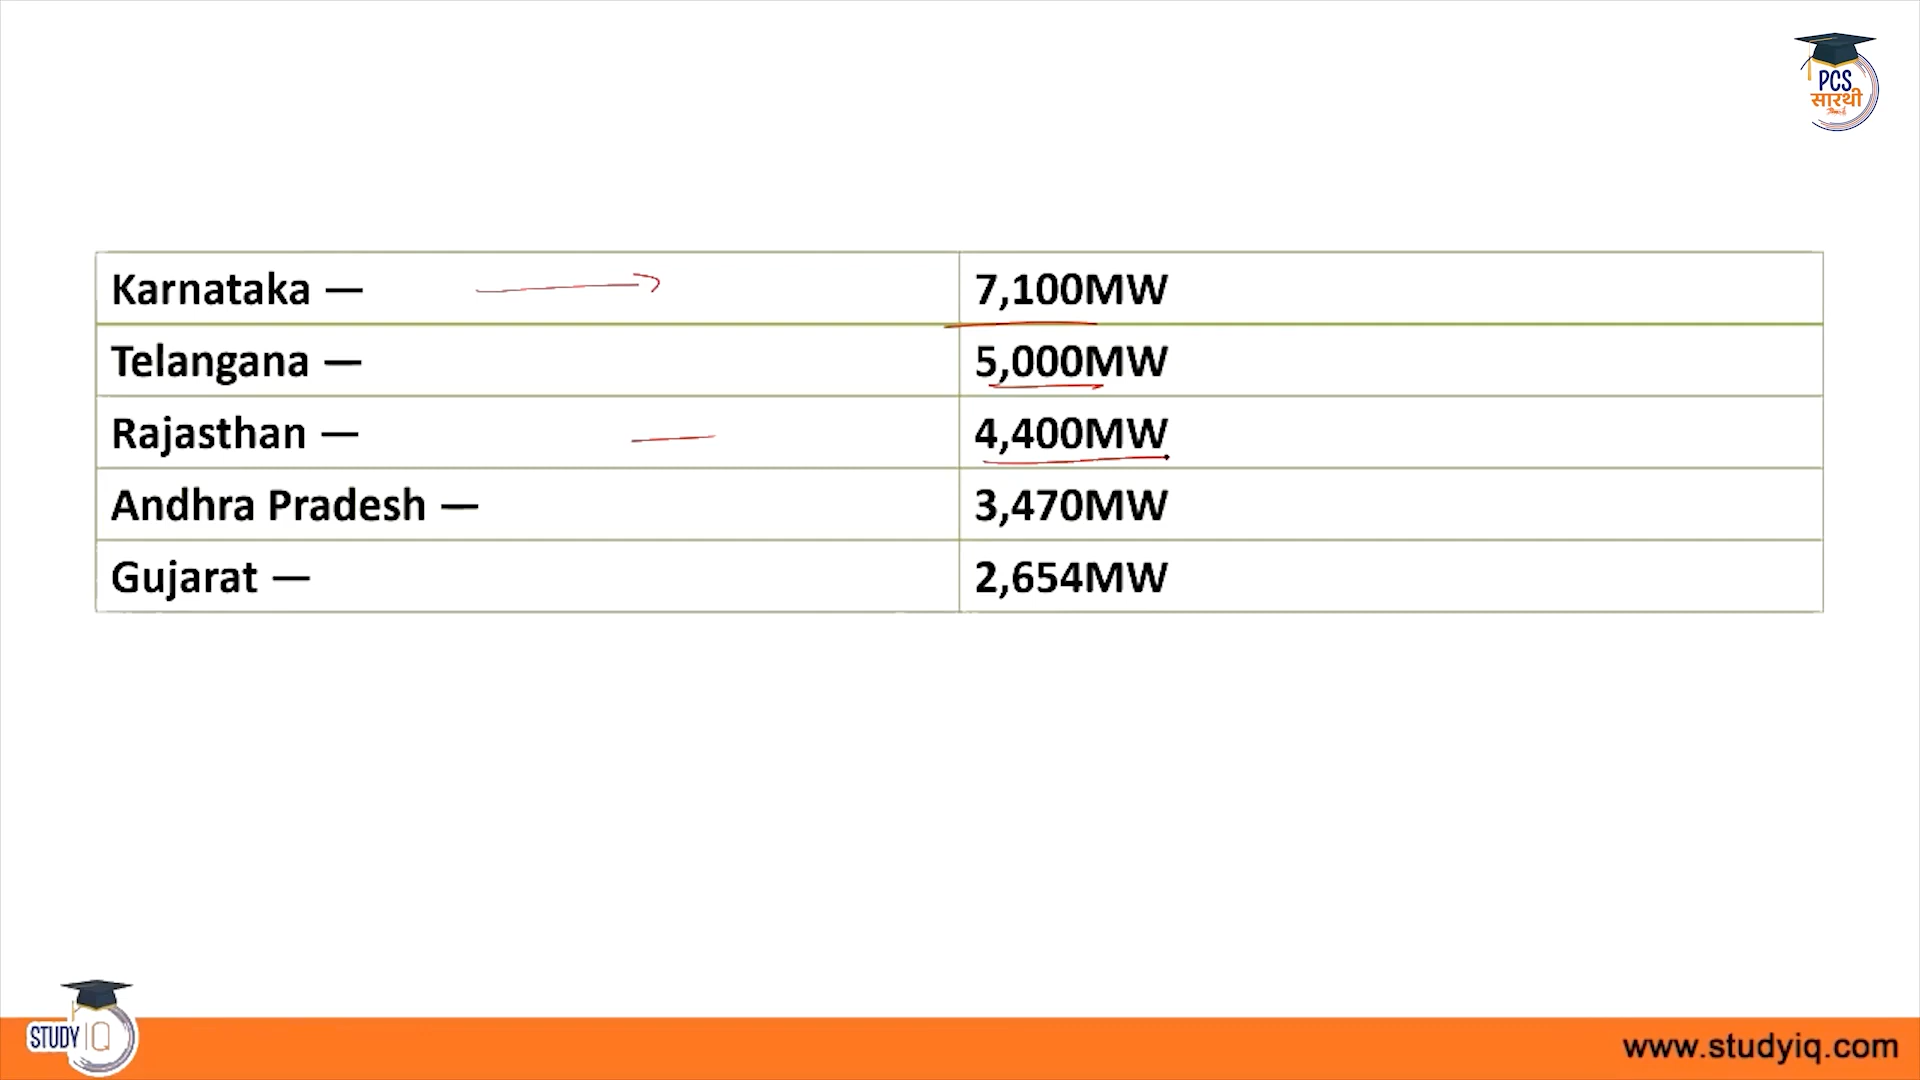 PCS
सारथी
Karnataka — 7,100MW
Telangana — 5,000MW
Rajasthan — 4,400MW
Andhra Pradesh — 3,470MW
Gujarat — 2,654MW
STUDY IQ
www.studyiq.com